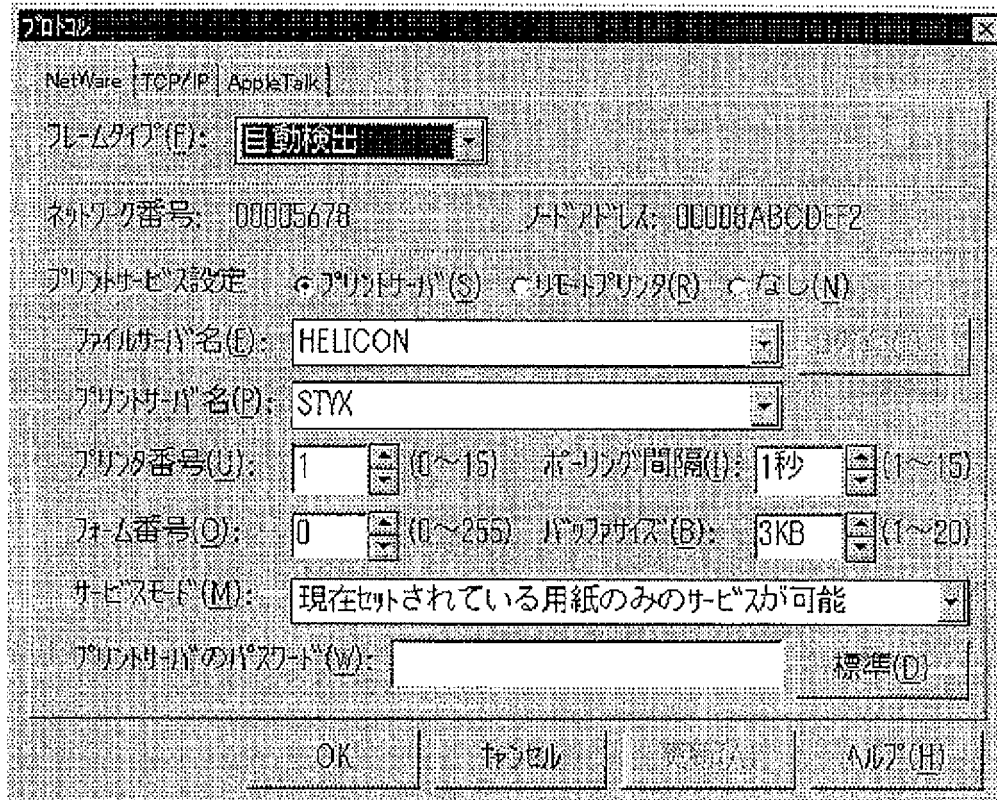 プロトコル
NetWare TCP/IP AppleTalk
フレームタイプ(F): 自動検出
ネットワーク番号: 00005678 ノードアドレス: 00008ABCDEF2
プリントサービス設定 プリントサーバ(S) リモートプリンタ(R) なし(N)
ファイルサーバ名(E): HELICON
プリントサーバ名(P): STYX
プリンタ番号(U): 1 (0～15) ポーリング間隔(I): 1秒 (1～15)
フォーム番号(O): 0 (0～255) バッファサイズ(B): 3KB (1～20)
サービスモード(M): 現在セットされている用紙のみのサービスが可能
プリントサーバのパスワード(W): 標準(D)
OK キャンセル ヘルプ(H)